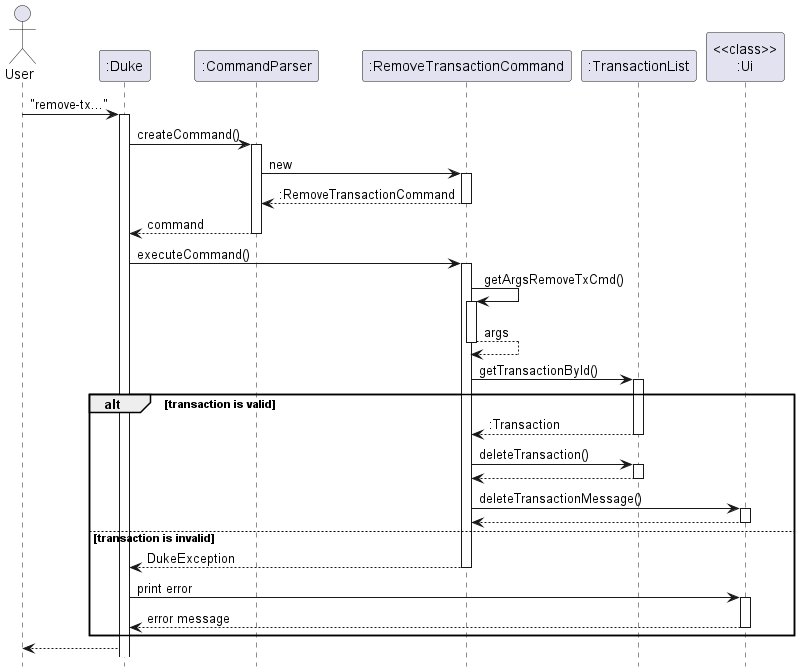 <<class>>
User
:Duke
:CommandParser
:RemoveTransactionCommand
:TransactionList
:Ui
"remove-tx..."
createCommand()
new
:RemoveTransactionCommand
command
executeCommand()
getArgsRemoveTxCmd()
args
getTransactionById()
alt
[transaction is valid]
:Transaction
deleteTransaction()
deleteTransactionMessage()
[transaction is invalid]
DukeException
print error
error message